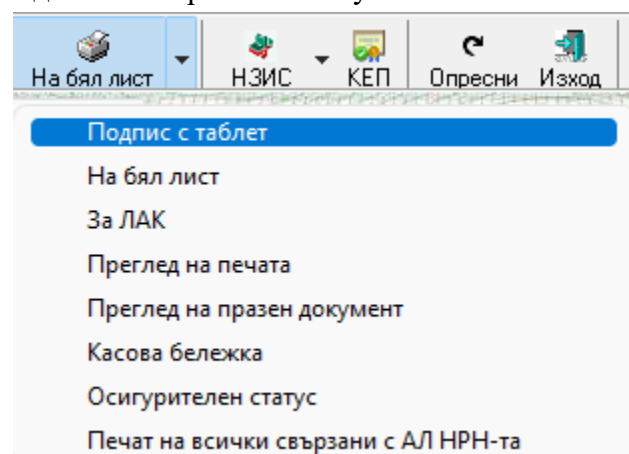 На бял лист НЗИС КЕП Опресни Изход
Подпис с таблет
На бял лист
За ЛАК
Преглед на печата
Преглед на празен документ
Касова бележка
Осигурителен статус
Печат на всички свързани с АЛ НРН-та